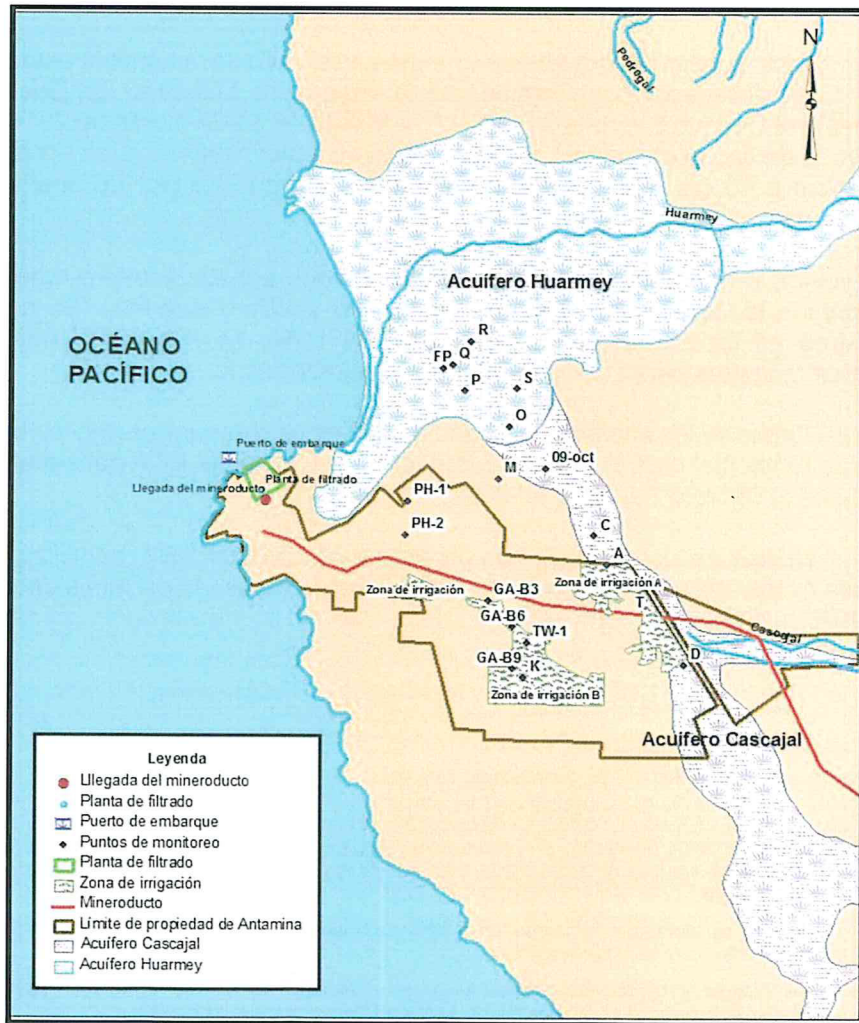 Pedregal
N
Huarmey
Acuífero Huarmey
OCÉANO
PACÍFICO
R
FP
Q
P
S
O
Puerto de embarque
M
09-oct
Planta de filtrado
Llegada del mineroducto
PH-1
PH-2
C
A
Zona de irrigación
GA-B3
Zona de irrigación A
T
GA-B6
TW-1
Cascajal
GA-B9
K
D
Zona de irrigación B
Acuífero Cascajal
Leyenda
Lllegada del mineroducto
Planta de filtrado
Puerto de embarque
Puntos de monitoreo
Planta de filtrado
Zona de irrigación
Mineroducto
Límite de propiedad de Antamina
Acuífero Cascajal
Acuífero Huarmey